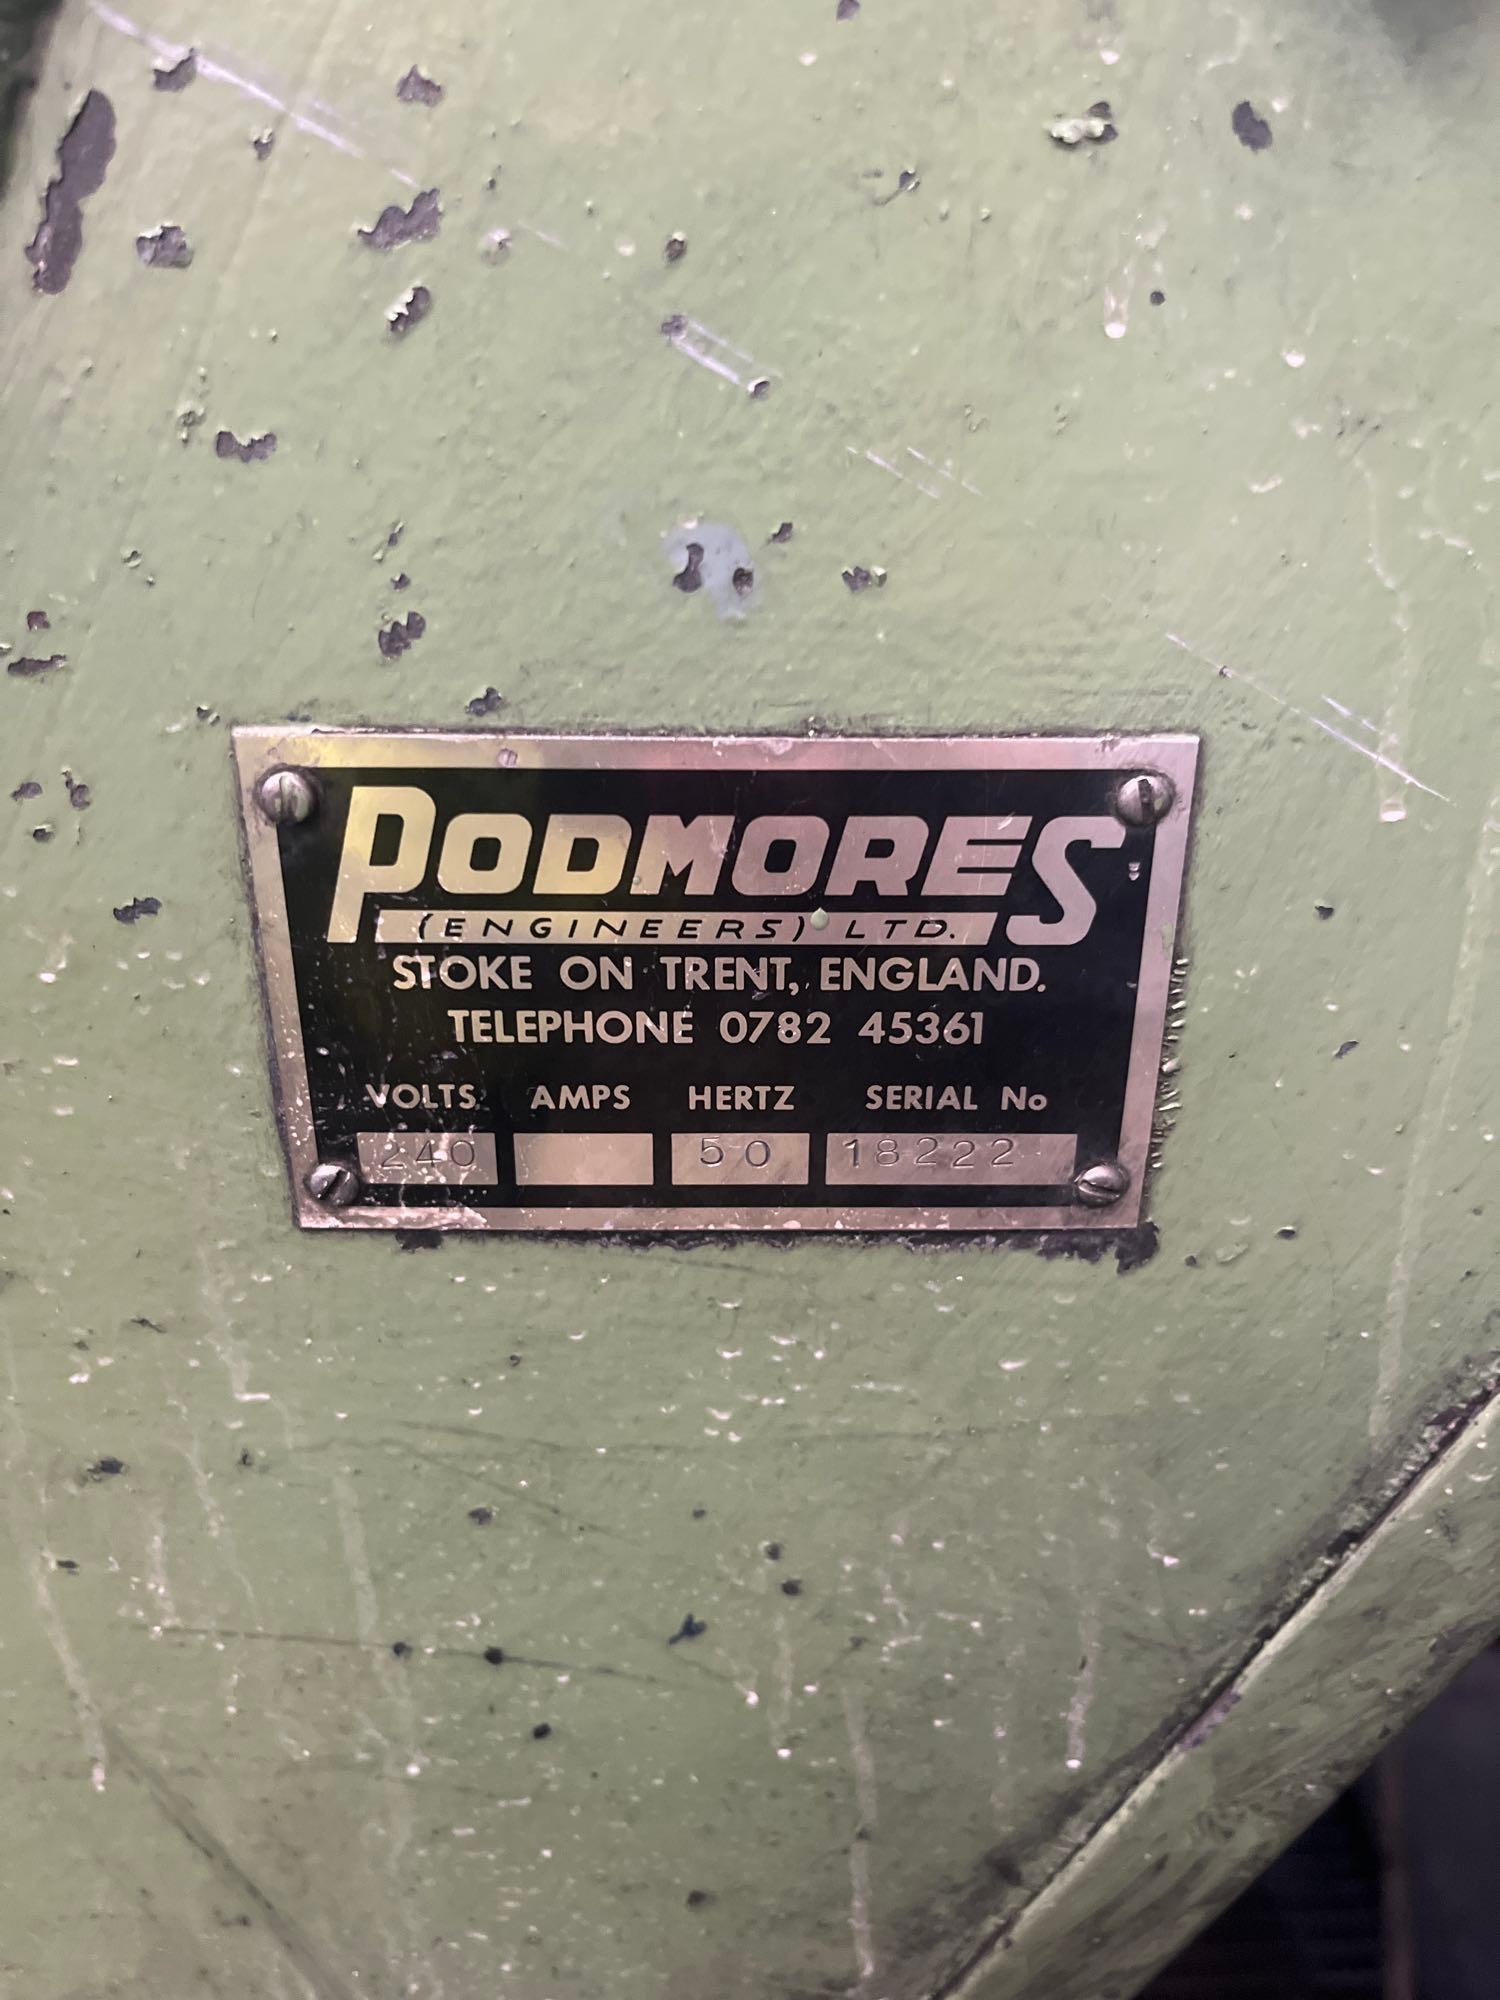 PODMORES
(ENGINEERS) LTD.
STOKE ON TRENT, ENGLAND.
TELEPHONE 0782 45361
VOLTS AMPS HERTZ SERIAL No
240 50 18222